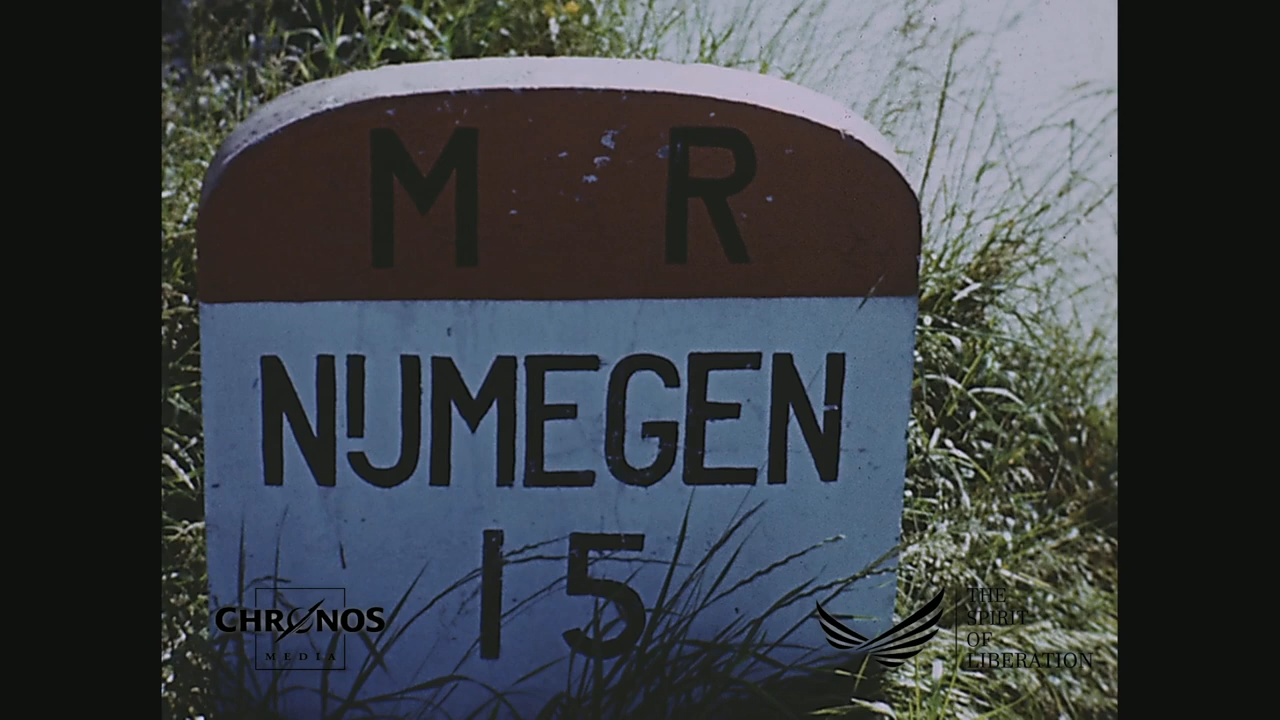 M R
NIJMEGEN
15
CHRONOS
MEDIA
THE
SPIRIT
OF
LIBERATION